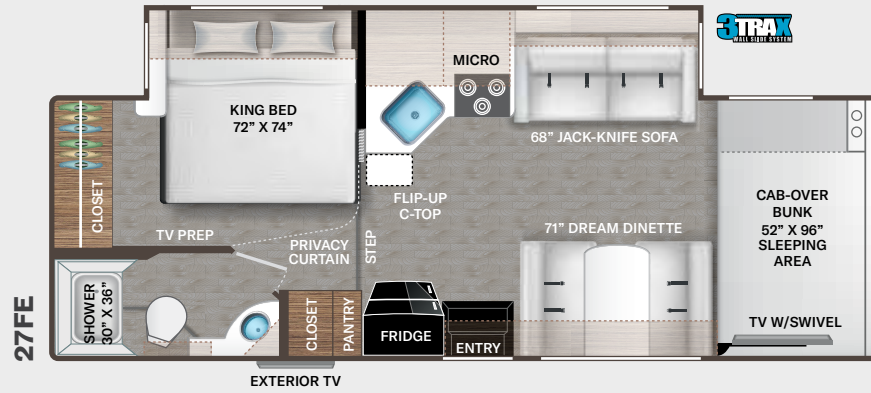 3TRAX
WALL SLIDE SYSTEM
MICRO
KING BED
72" X 74"
68" JACK-KNIFE SOFA
CLOSET
FLIP-UP
C-TOP
CAB-OVER
BUNK
52" X 96"
SLEEPING
AREA
71" DREAM DINETTE
TV PREP
PRIVACY
CURTAIN
STEP
SHOWER
30" X 36"
CLOSET
PANTRY
FRIDGE
ENTRY
TV W/SWIVEL
27FE
EXTERIOR TV